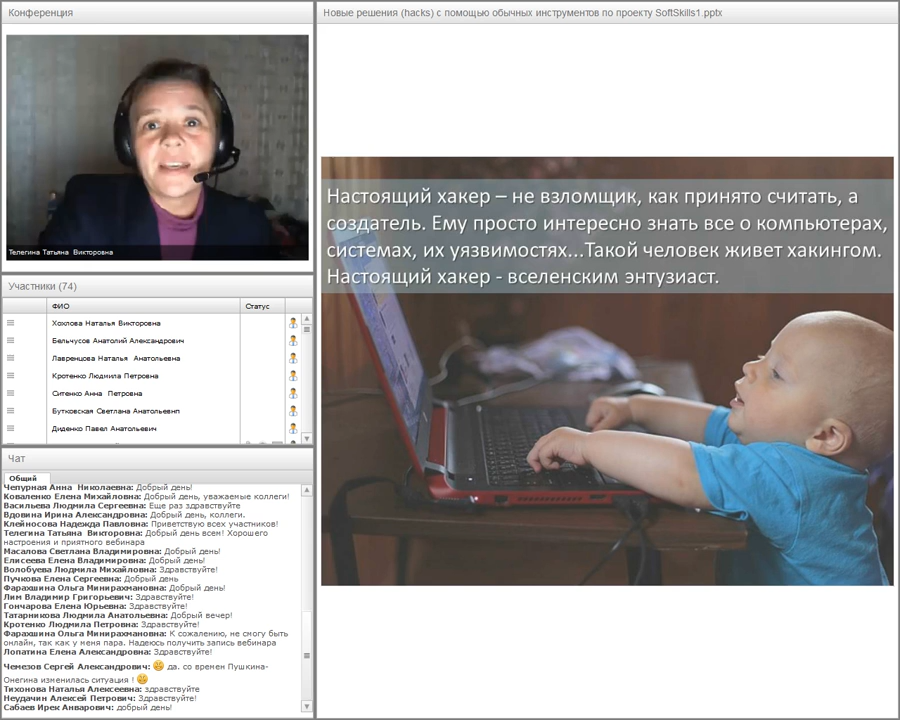 Конференция
Телегина Татьяна Викторовна
Участники (74)
ФИО
Статус
Хохлова Наталья Викторовна
Бельчусов Анатолий Александрович
Лавренцова Наталья Анатольевна
Кротенко Людмила Петровна
Ситенко Анна Петровна
Бутковская Светлана Анатольевнп
Диденко Павел Анатольевич
Чат
Общий
Чепурная Анна Николаевна: Добрый день!
Коваленко Елена Михайловна: Добрый день, уважаемые коллеги!
Васильева Людмила Сергеевна: Еще раз здравствуйте
Вдовина Ирина Александровна: Добрый день, коллеги.
Клейносова Надежда Павловна: Приветствую всех участников!
Телегина Татьяна Викторовна: Добрый день всем! Хорошего
настроения и приятного вебинара
Масалова Светлана Владимировна: Добрый день!
Елисеева Елена Владимировна: Добрый день!
Волобуева Людмила Михайловна: Здравствуйте!
Пучкова Елена Сергеевна: Добрый день
Фарахшина Ольга Минирахмановна: Добрый день!
Лим Владимир Григорьевич: Здравствуйте!
Гончарова Елена Юрьевна: Здравствуйте!
Татарникова Людмила Анатольевна: Добрый вечер!
Кротенко Людмила Петровна: Здравствуйте!
Фарахшина Ольга Минирахмановна: К сожалению, не смогу быть
онлайн, так как у меня пара. Надеюсь получить запись вебинара
Лопатина Елена Александровна: Здравствуйте!
Чемезов Сергей Александрович: да. со времен Пушкина-
Онегина изменилась ситуация !
Тихонова Наталья Алексеевна: здравствуйте
Неудачин Алексей Петрович: Здравствуйте!
Сабаев Ирек Анварович: добрый день!
Новые решения (hacks) с помощью обычных инструментов по проекту SoftSkills1.pptx
Настоящий хакер – не взломщик, как принято считать, а
создатель. Ему просто интересно знать все о компьютерах,
системах, их уязвимостях...Такой человек живет хакингом.
Настоящий хакер - вселенским энтузиаст.